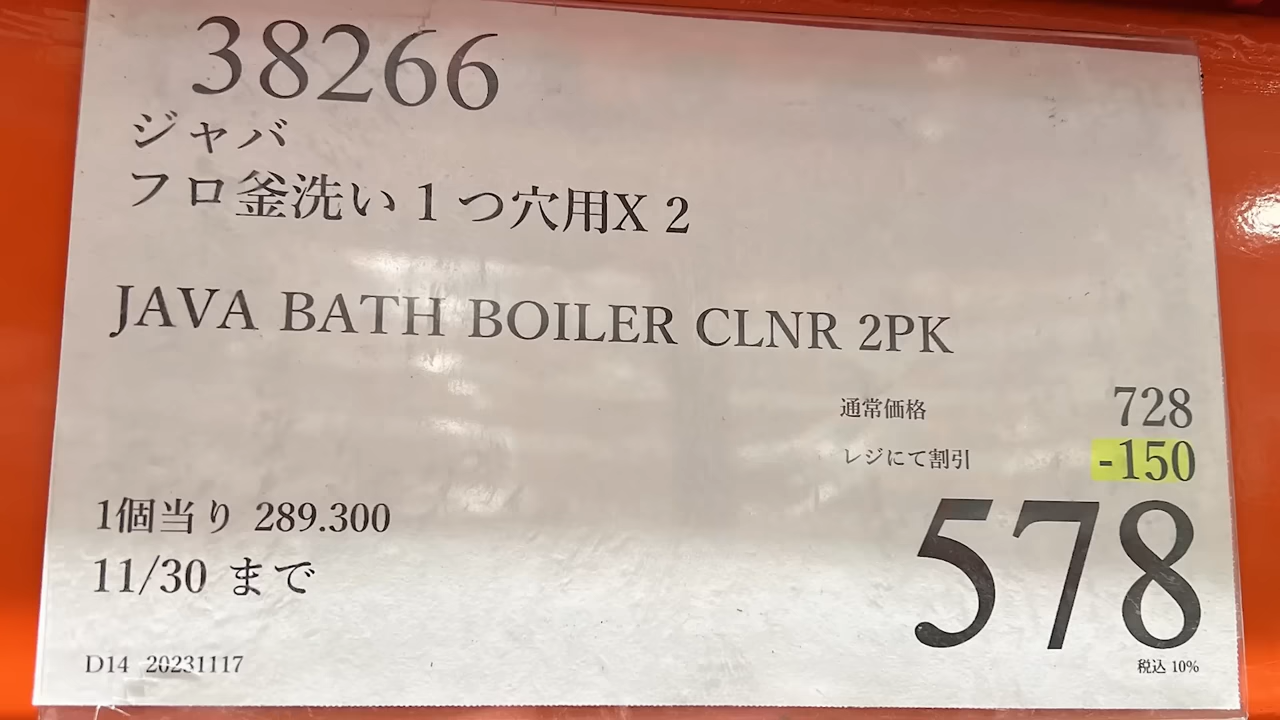 38266
ジャバ
フロ釜洗い１つ穴用X 2
JAVA BATH BOILER CLNR 2PK
通常価格 728
レジにて割引 -150
578
1個当り 289.300
11/30 まで
D14 20231117
税込 10%